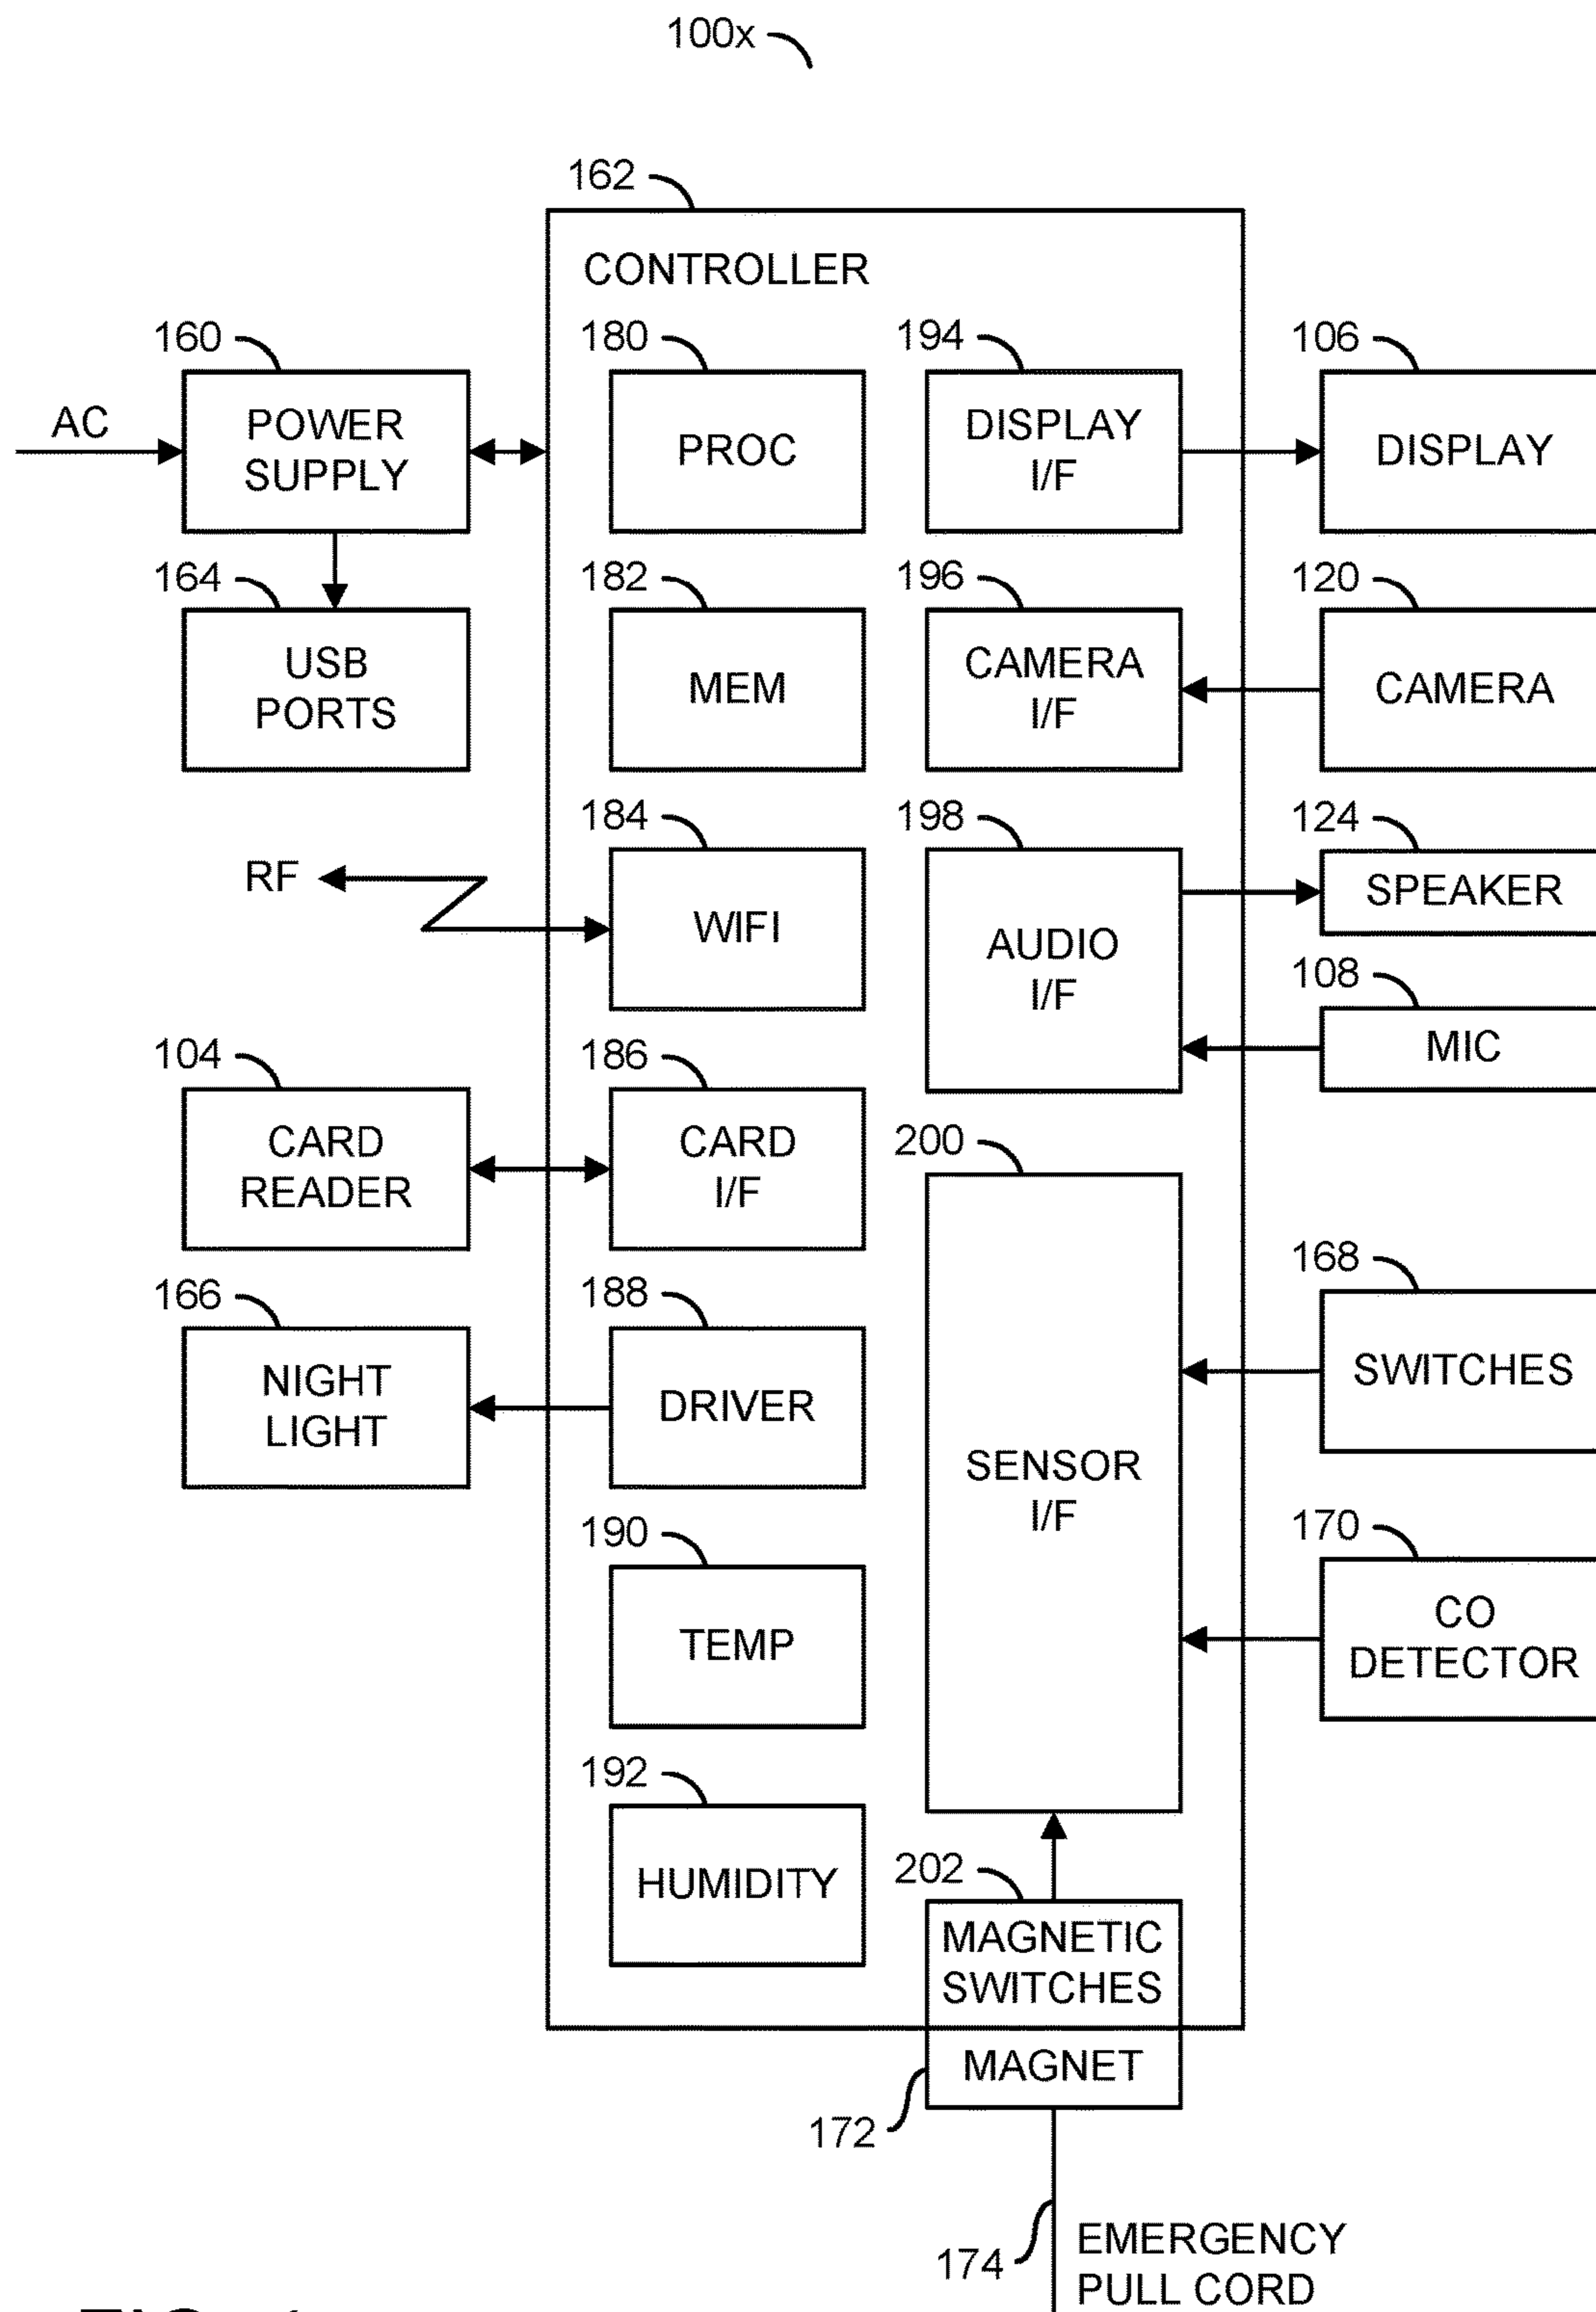 100x
162
CONTROLLER
160
180
194
106
AC
POWER
SUPPLY
PROC
DISPLAY
I/F
DISPLAY
164
182
196
120
USB
PORTS
MEM
CAMERA
I/F
CAMERA
184
198
124
RF
WIFI
AUDIO
I/F
SPEAKER
108
MIC
104
186
CARD
READER
CARD
I/F
200
SENSOR
I/F
168
SWITCHES
166
188
NIGHT
LIGHT
DRIVER
170
CO
DETECTOR
190
TEMP
192
HUMIDITY
202
MAGNETIC
SWITCHES
MAGNET
172
174
EMERGENCY
PULL CORD